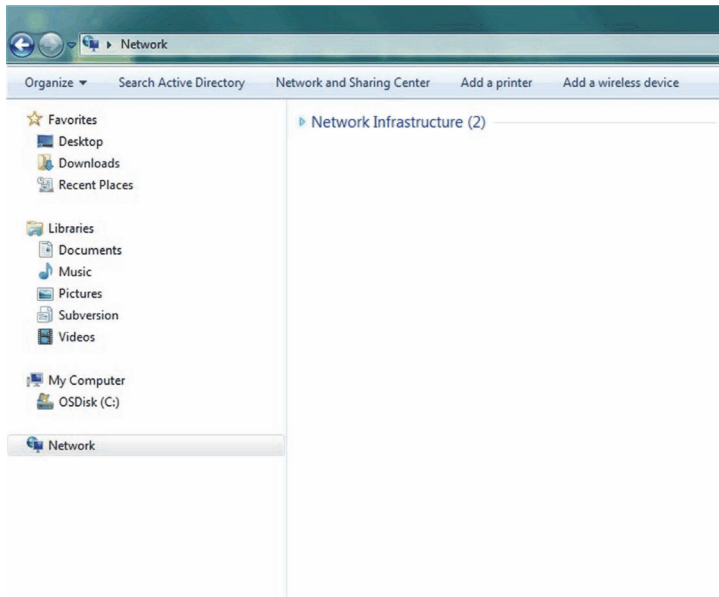 Network
Organize Search Active Directory Network and Sharing Center Add a printer Add a wireless device
Favorites
Desktop
Downloads
Recent Places
Libraries
Documents
Music
Pictures
Subversion
Videos
My Computer
OSDisk (C:)
Network
Network Infrastructure (2)